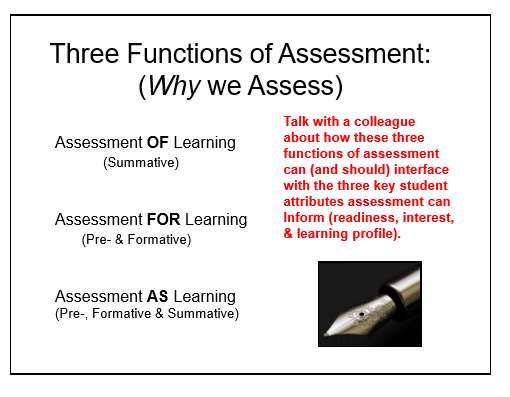 Three Functions of Assessment:
(Why we Assess)
Assessment OF Learning
(Summative)
Assessment FOR Learning
(Pre- & Formative)
Assessment AS Learning
(Pre-, Formative & Summative)
Talk with a colleague
about how these three
functions of assessment
can (and should) interface
with the three key student
attributes assessment can
Inform (readiness, interest,
& learning profile).